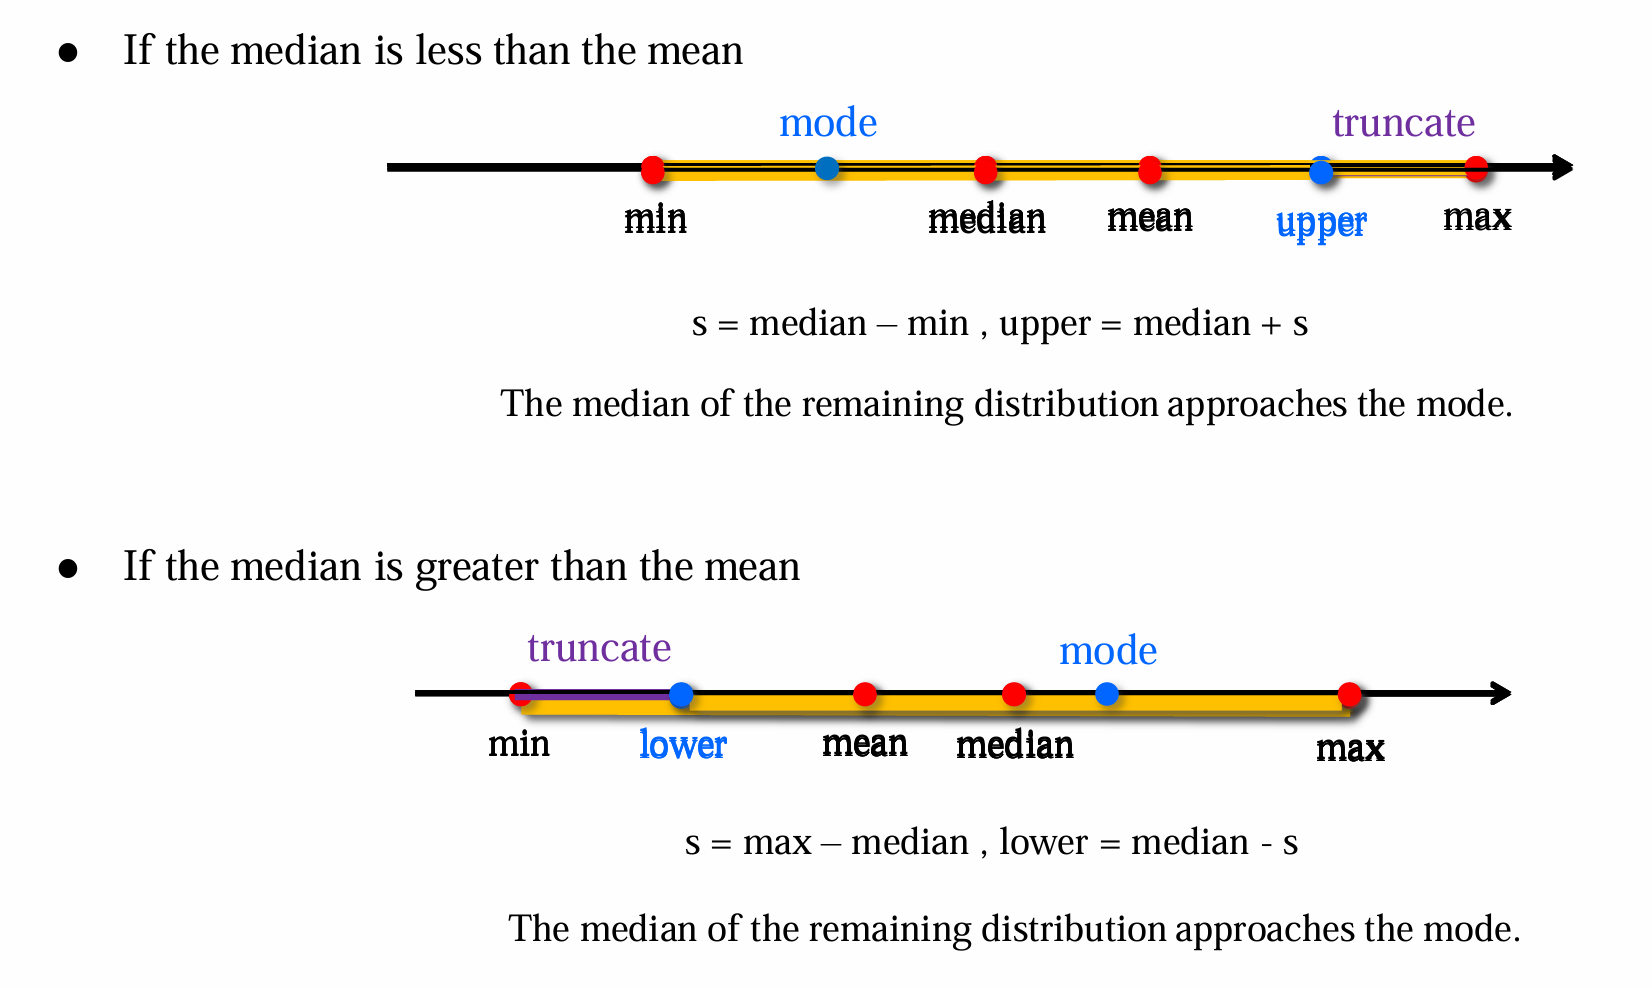 ● If the median is less than the mean
mode truncate
min median mean upper max
s = median – min , upper = median + s
The median of the remaining distribution approaches the mode.
● If the median is greater than the mean
truncate mode
min lower mean median max
s = max – median , lower = median - s
The median of the remaining distribution approaches the mode.